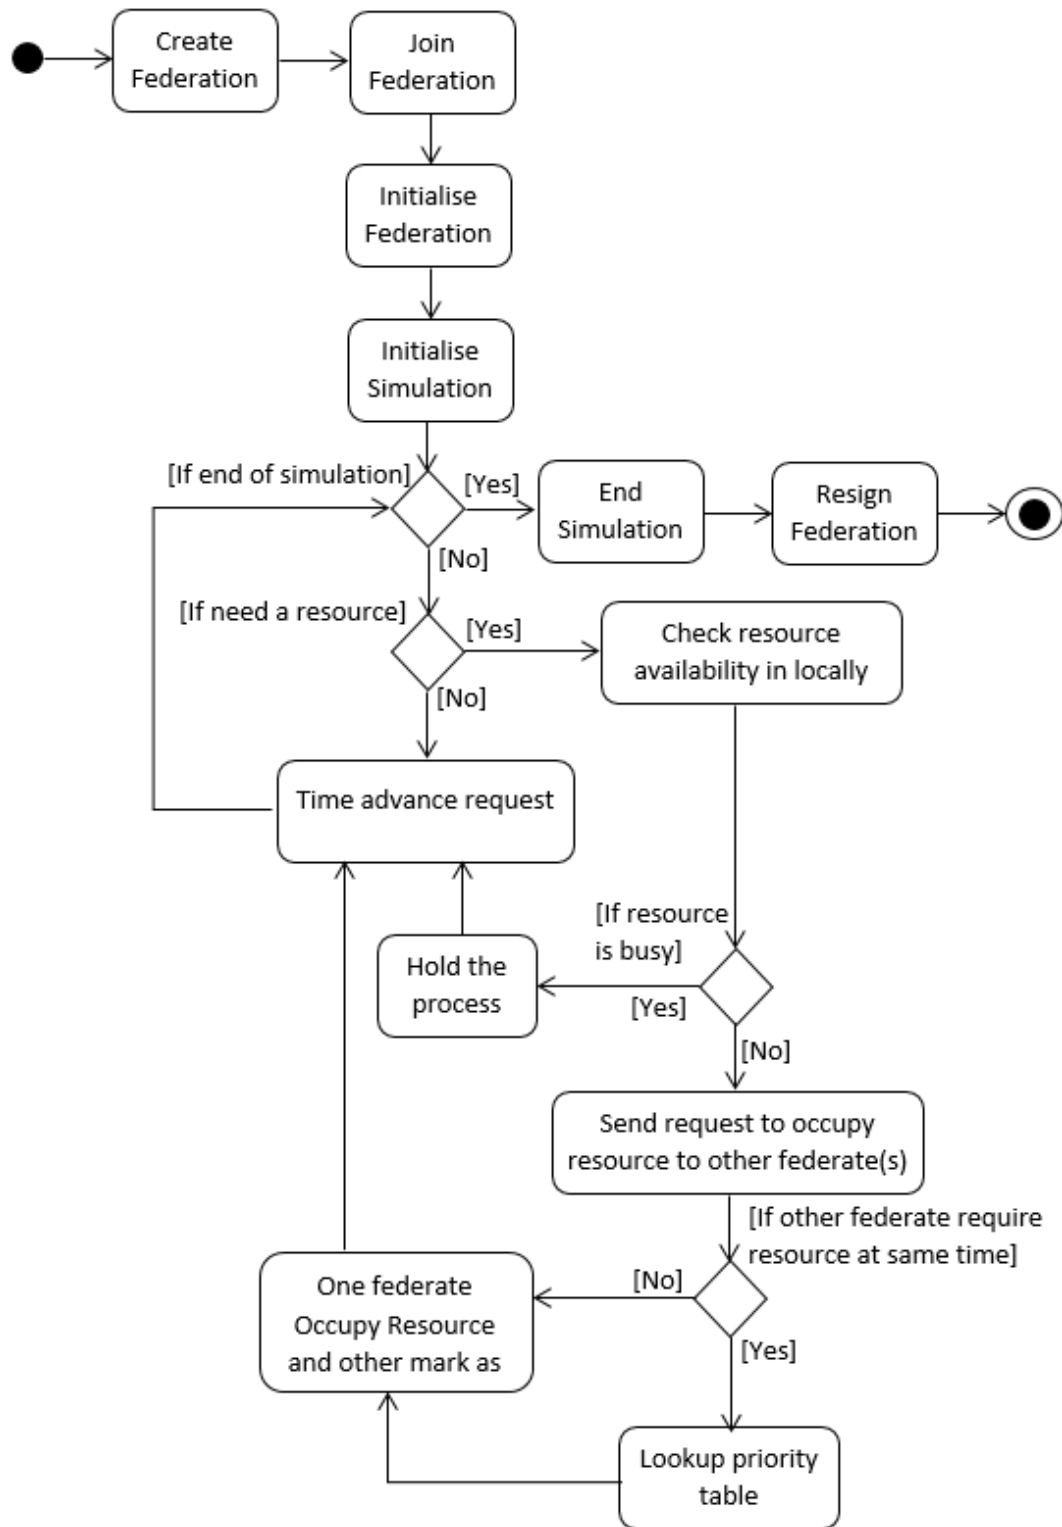 Create
Federation
Join
Federation
Initialise
Federation
Initialise
Simulation
[If end of simulation]
[Yes]
End
Simulation
Resign
Federation
[No]
[If need a resource]
[Yes]
Check resource
availability in locally
[No]
Time advance request
[If resource
is busy]
Hold the
process
[Yes]
[No]
Send request to occupy
resource to other federate(s)
[If other federate require
resource at same time]
One federate
Occupy Resource
and other mark as
[No]
[Yes]
Lookup priority
table